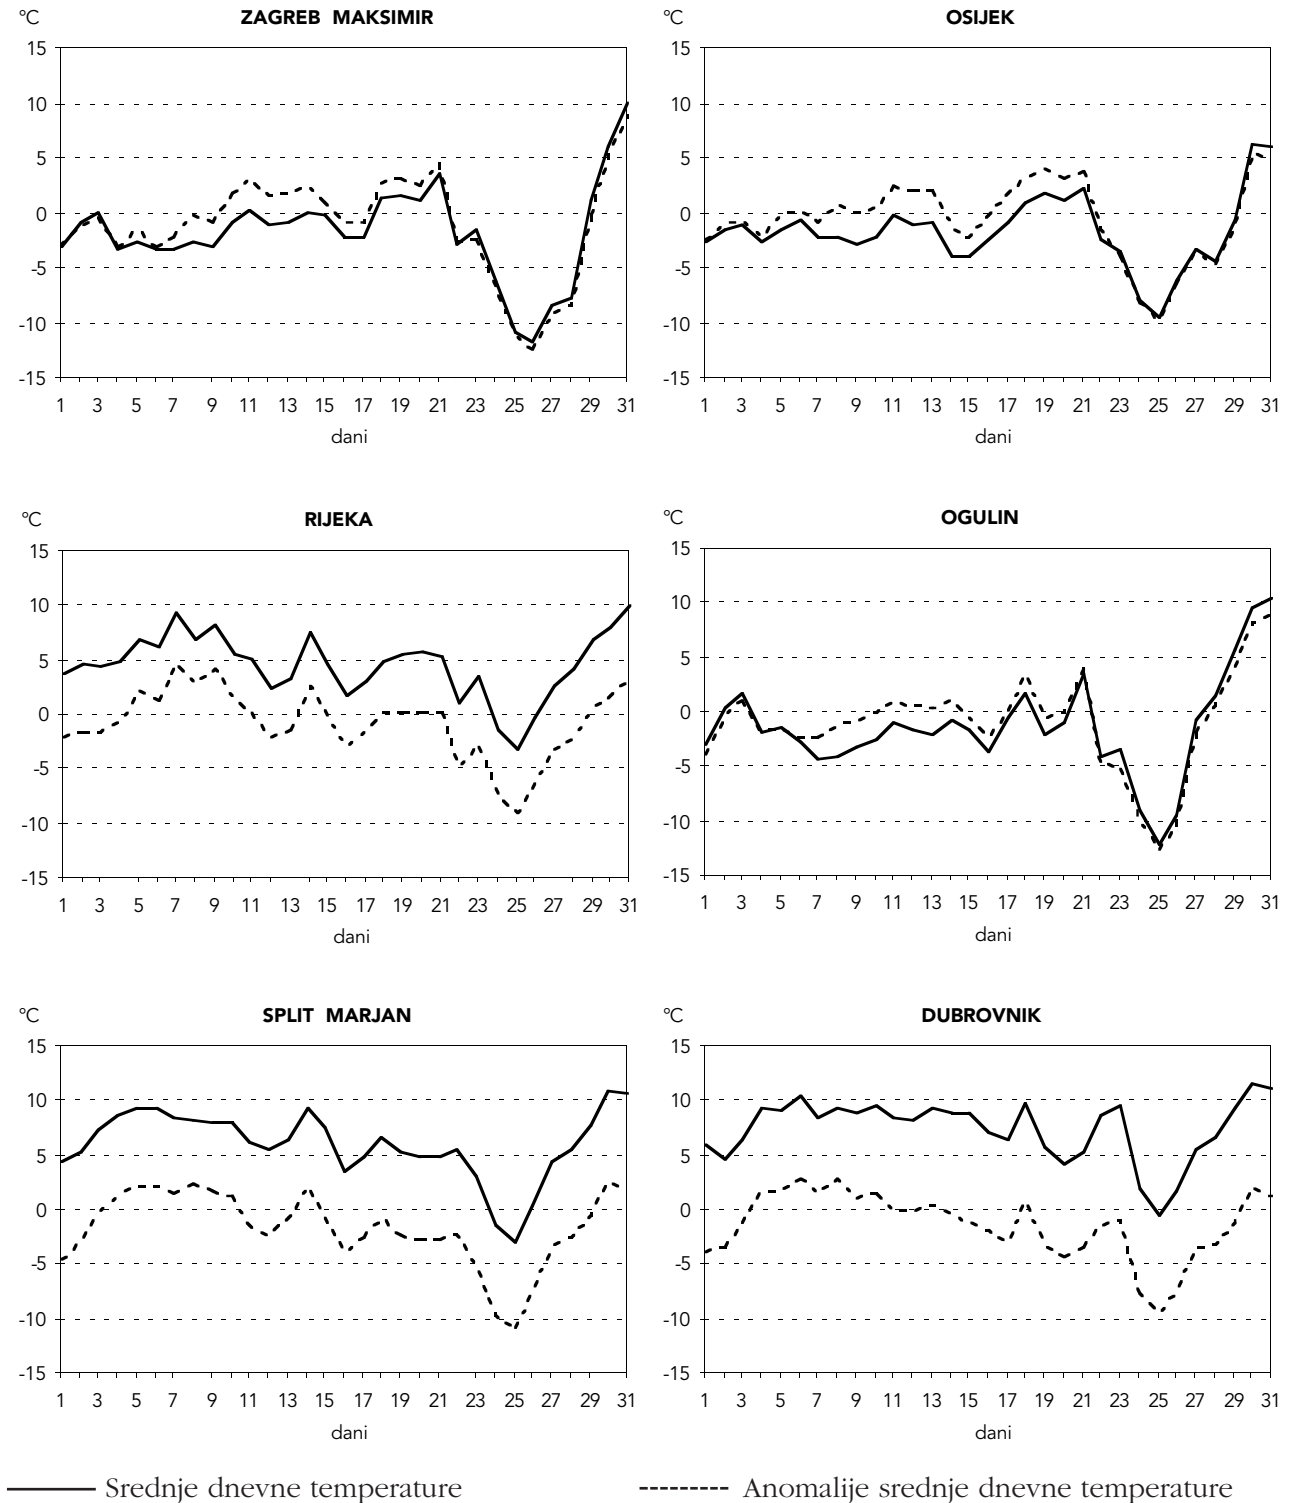 °C ZAGREB MAKSIMIR
15
10
5
0
-5
-10
-15
1 3 5 7 9 11 13 15 17 19 21 23 25 27 29 31
dani
°C OSIJEK
15
10
5
0
-5
-10
-15
1 3 5 7 9 11 13 15 17 19 21 23 25 27 29 31
dani
°C RIJEKA
15
10
5
0
-5
-10
-15
1 3 5 7 9 11 13 15 17 19 21 23 25 27 29 31
dani
°C OGULIN
15
10
5
0
-5
-10
-15
1 3 5 7 9 11 13 15 17 19 21 23 25 27 29 31
dani
°C SPLIT MARJAN
15
10
5
0
-5
-10
-15
1 3 5 7 9 11 13 15 17 19 21 23 25 27 29 31
dani
°C DUBROVNIK
15
10
5
0
-5
-10
-15
1 3 5 7 9 11 13 15 17 19 21 23 25 27 29 31
dani
Srednje dnevne temperature
Anomalije srednje dnevne temperature